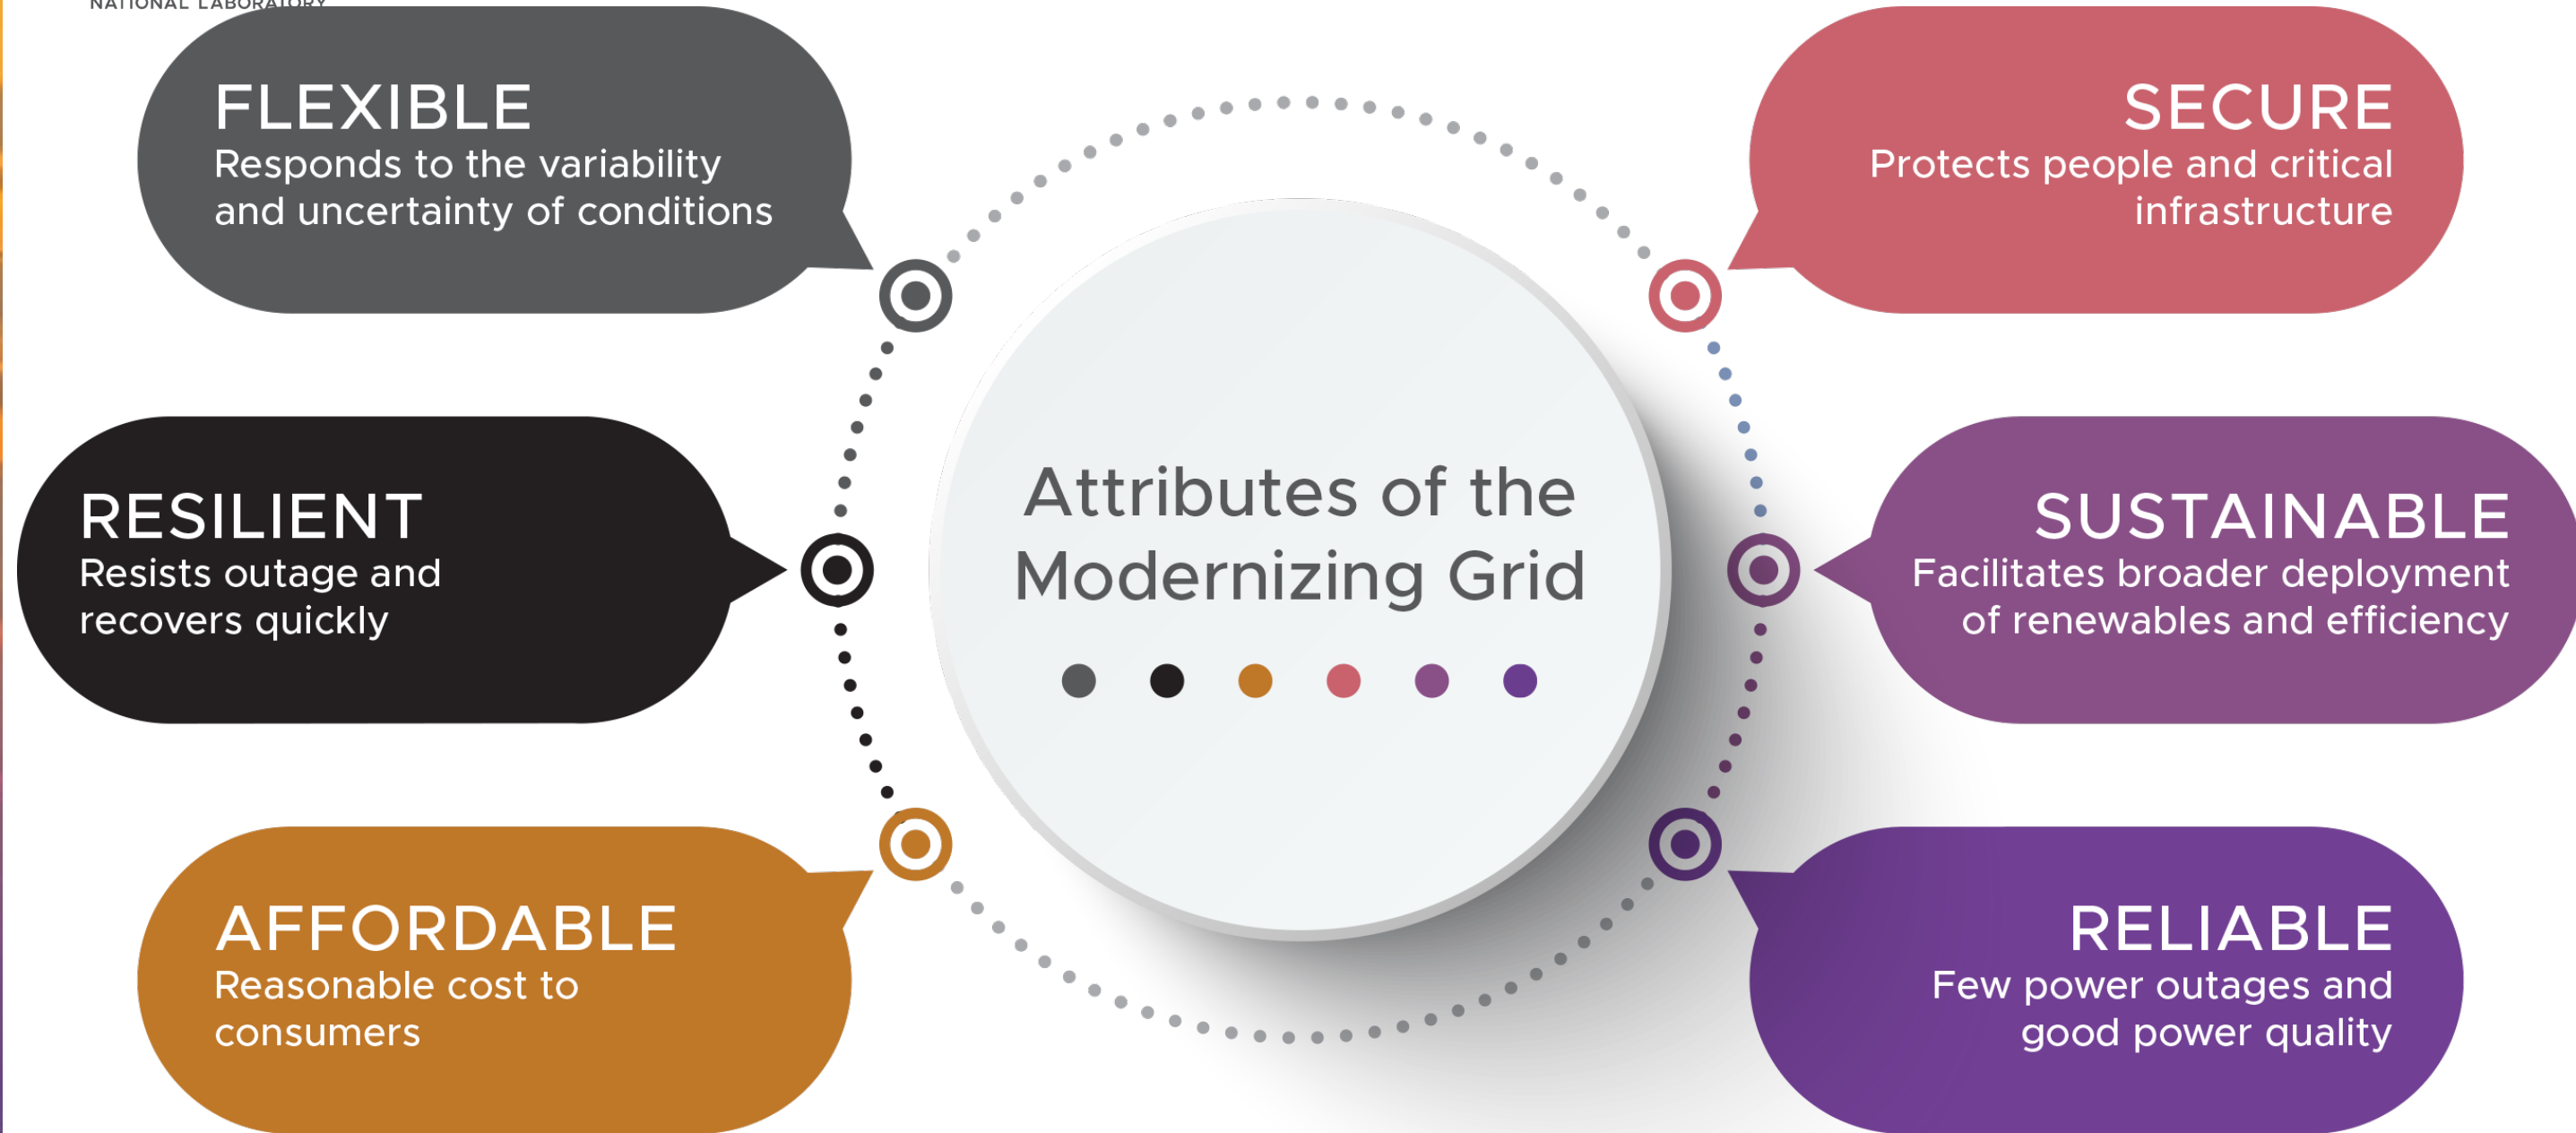 NATIONAL LABORATORY
FLEXIBLE
Responds to the variability
and uncertainty of conditions
RESILIENT
Resists outage and
recovers quickly
AFFORDABLE
Reasonable cost to
consumers
Attributes of the
Modernizing Grid
SECURE
Protects people and critical
infrastructure
SUSTAINABLE
Facilitates broader deployment
of renewables and efficiency
RELIABLE
Few power outages and
good power quality